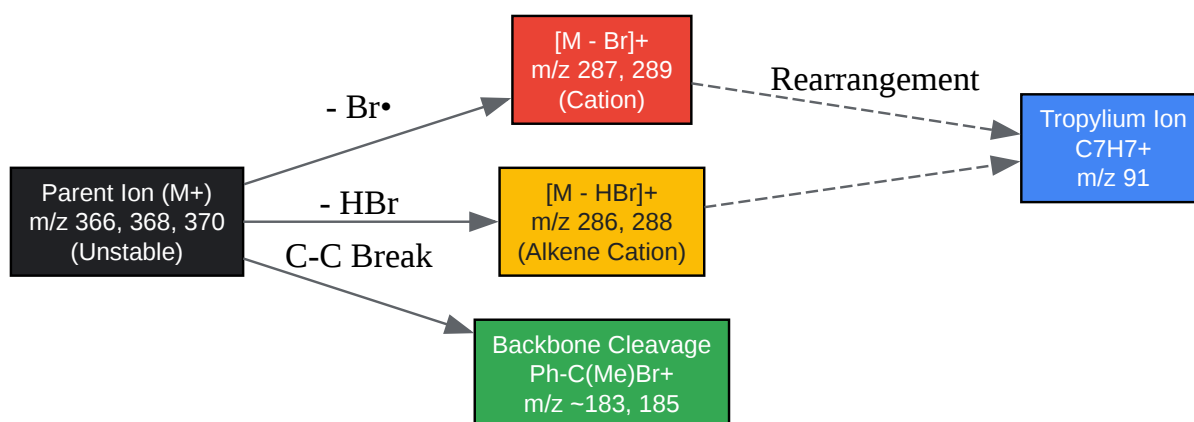 Parent Ion (M+)
m/z 366, 368, 370
(Unstable)
- Br•
- HBr
C-C Break
[M - Br]+
m/z 287, 289
(Cation)
[M - HBr]+
m/z 286, 288
(Alkene Cation)
Backbone Cleavage
Ph-C(Me)Br+
m/z ~183, 185
Rearrangement
Tropylium Ion
C7H7+
m/z 91